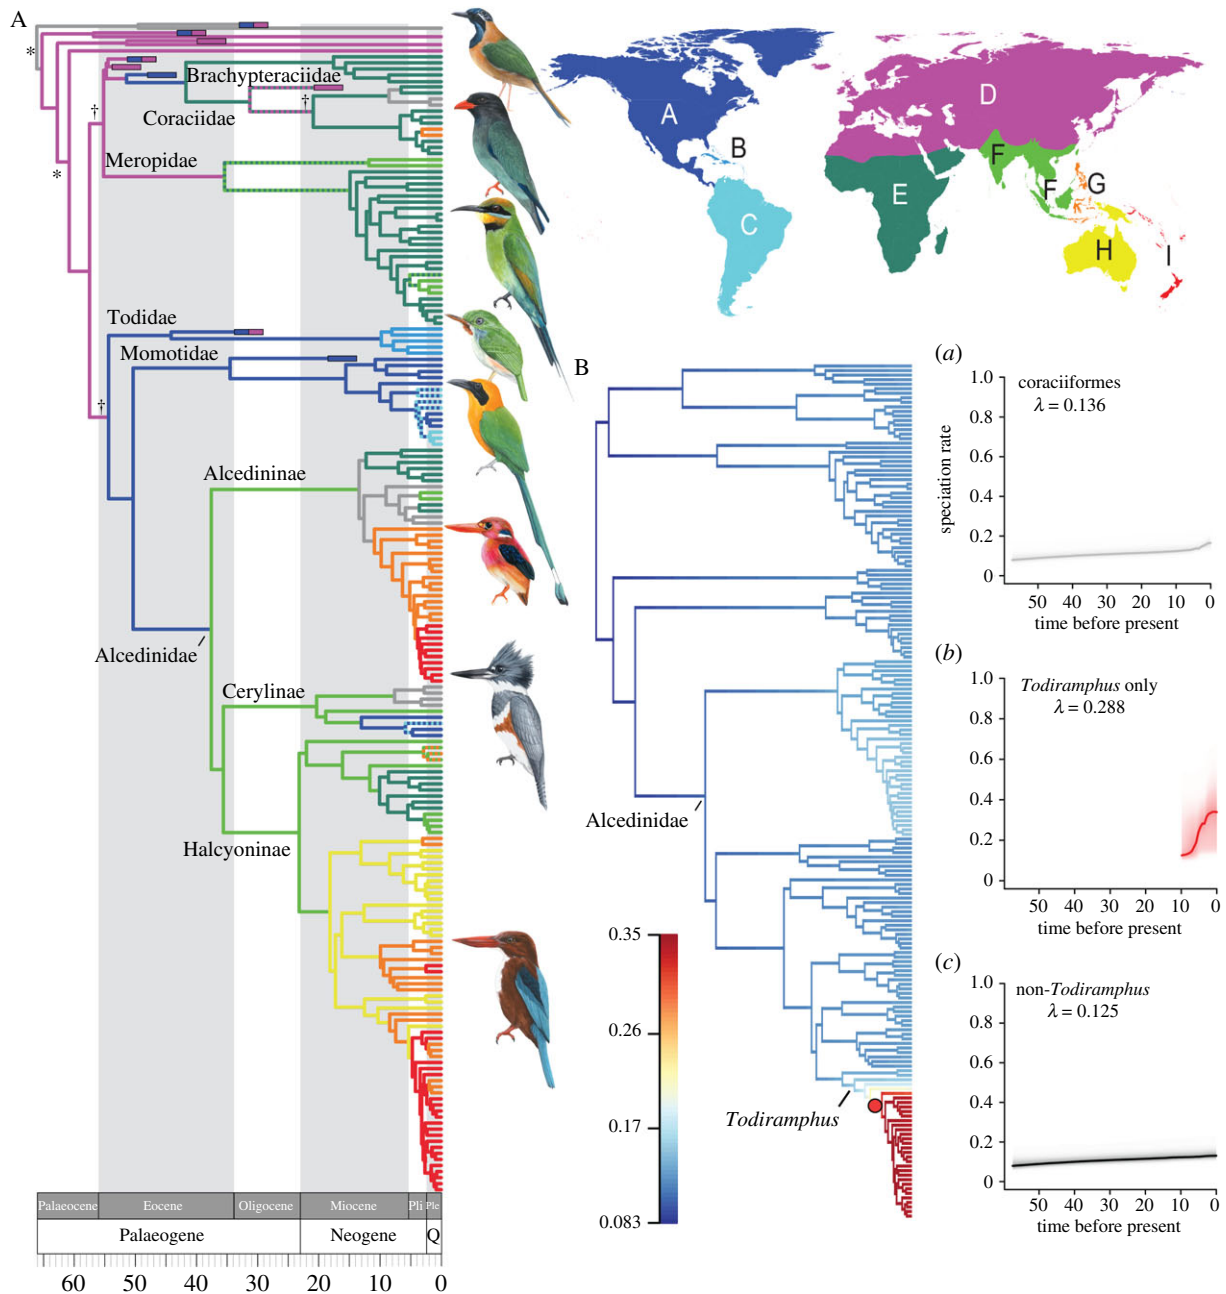 A
*
Brachypteraciidae
†
†
Coraciidae
Meropidae
*
Todidae
Momotidae
†
Alcedininae
Alcedinidae
Cerylinae
Halcyoninae
Palaeocene Eocene Oligocene Miocene Pli Ple
Palaeogene Neogene Q
60 50 40 30 20 10 0
A
B
C
D
E
F
F
G
H
I
B
Alcedinidae
Todiramphus
0.35
0.26
0.17
0.083
(a)
coraciiformes
λ = 0.136
speciation rate
1.0
0.8
0.6
0.4
0.2
0
50 40 30 20 10 0
time before present
(b)
Todiramphus only
λ = 0.288
1.0
0.8
0.6
0.4
0.2
0
50 40 30 20 10 0
time before present
(c)
non-Todiramphus
λ = 0.125
1.0
0.8
0.6
0.4
0.2
0
50 40 30 20 10 0
time before present